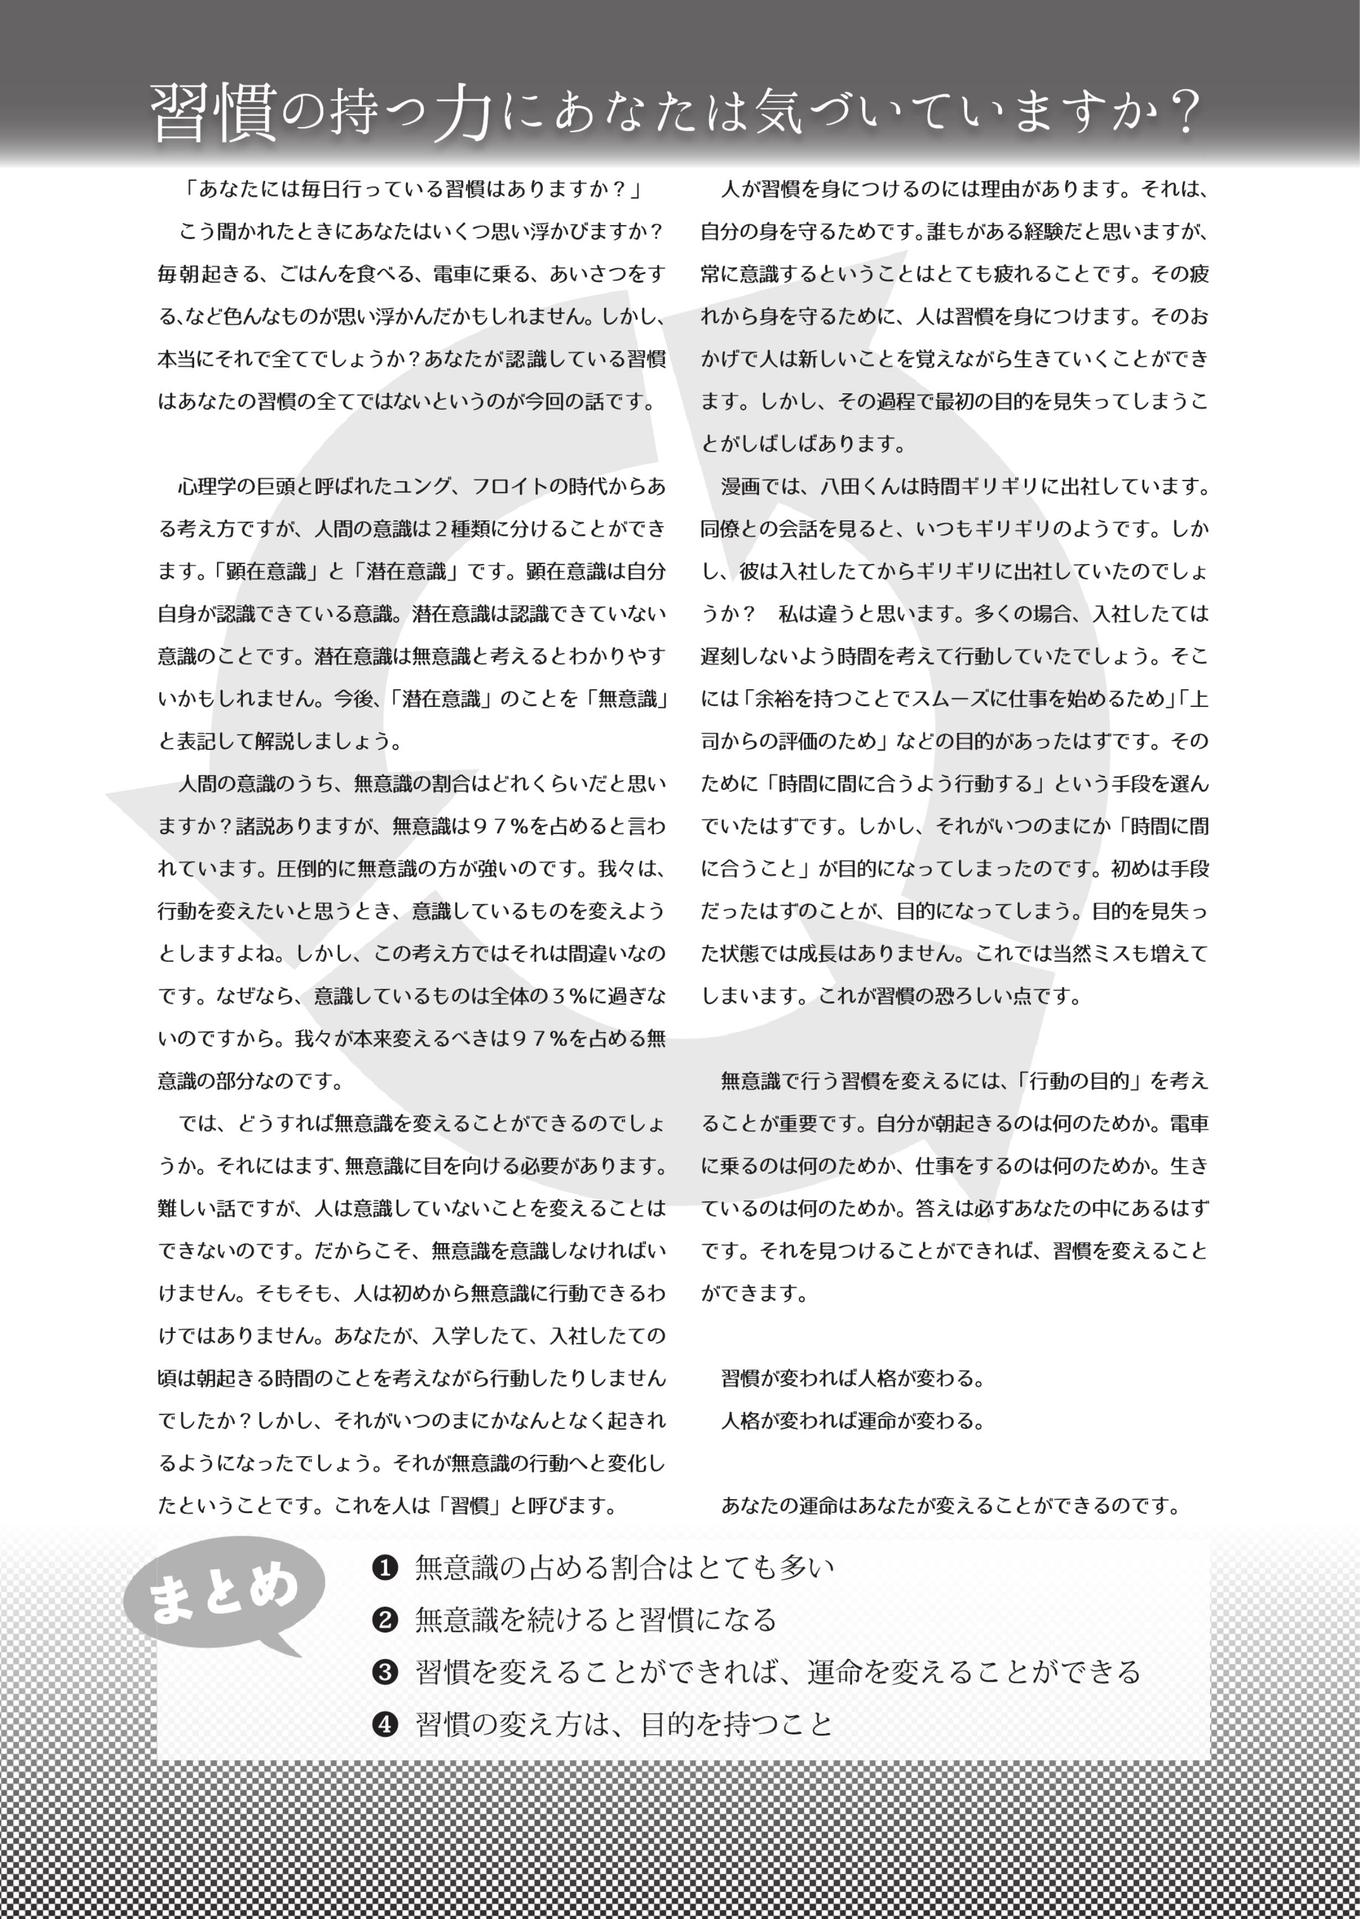 習慣の持つ力にあなたは気づいていますか？
「あなたには毎日行っている習慣はありますか？」
こう聞かれたときにあなたはいくつ思い浮かびますか？
毎朝起きる、ごはんを食べる、電車に乗る、あいさつをす
る、など色んなものが思い浮かんだかもしれません。しかし、
本当にそれで全てでしょうか？あなたが認識している習慣
はあなたの習慣の全てではないというのが今回の話です。
心理学の巨頭と呼ばれたユング、フロイトの時代からあ
る考え方ですが、人間の意識は２種類に分けることができ
ます。「顕在意識」と「潜在意識」です。顕在意識は自分
自身が認識できている意識。潜在意識は認識できていない
意識のことです。潜在意識は無意識と考えるとわかりやす
いかもしれません。今後、「潜在意識」のことを「無意識」
と表記して解説しましょう。
人間の意識のうち、無意識の割合はどれくらいだと思い
ますか？諸説ありますが、無意識は９７％を占めると言わ
れています。圧倒的に無意識の方が強いのです。我々は、
行動を変えたいと思うとき、意識しているものを変えよう
としますよね。しかし、この考え方ではそれは間違いなの
です。なぜなら、意識しているものは全体の３％に過ぎな
いのですから。我々が本来変えるべきは９７％を占める無
意識の部分なのです。
では、どうすれば無意識を変えることができるのでしょ
うか。それにはまず、無意識に目を向ける必要があります。
難しい話ですが、人は意識していないことを変えることは
できないのです。だからこそ、無意識を意識しなければい
けません。そもそも、人は初めから無意識に行動できるわ
けではありません。あなたが、入学したて、入社したての
頃は朝起きる時間のことを考えながら行動したりしません
でしたか？しかし、それがいつのまにかなんとなく起きれ
るようになったでしょう。それが無意識の行動へと変化し
たということです。これを人は「習慣」と呼びます。
人が習慣を身につけるのには理由があります。それは、
自分の身を守るためです。誰もがある経験だと思いますが、
常に意識するということはとても疲れることです。その疲
れから身を守るために、人は習慣を身につけます。そのお
かげで人は新しいことを覚えながら生きていくことができ
ます。しかし、その過程で最初の目的を見失ってしまうこ
とがしばしばあります。
漫画では、八田くんは時間ギリギリに出社しています。
同僚との会話を見ると、いつもギリギリのようです。しか
し、彼は入社したてからギリギリに出社していたのでしょ
うか？　私は違うと思います。多くの場合、入社したては
遅刻しないよう時間を考えて行動していたでしょう。そこ
には「余裕を持つことでスムーズに仕事を始めるため」「上
司からの評価のため」などの目的があったはずです。その
ために「時間に間に合うよう行動する」という手段を選ん
でいたはずです。しかし、それがいつのまにか「時間に間
に合うこと」が目的になってしまったのです。初めは手段
だったはずのことが、目的になってしまう。目的を見失っ
た状態では成長はありません。これでは当然ミスも増えて
しまいます。これが習慣の恐ろしい点です。
無意識で行う習慣を変えるには、「行動の目的」を考え
ることが重要です。自分が朝起きるのは何のためか。電車
に乗るのは何のためか、仕事をするのは何のためか。生き
ているのは何のためか。答えは必ずあなたの中にあるはず
です。それを見つけることができれば、習慣を変えること
ができます。
習慣が変われば人格が変わる。
人格が変われば運命が変わる。
あなたの運命はあなたが変えることができるのです。
まとめ
❶ 無意識の占める割合はとても多い
❷ 無意識を続けると習慣になる
❸ 習慣を変えることができれば、運命を変えることができる
❹ 習慣の変え方は、目的を持つこと